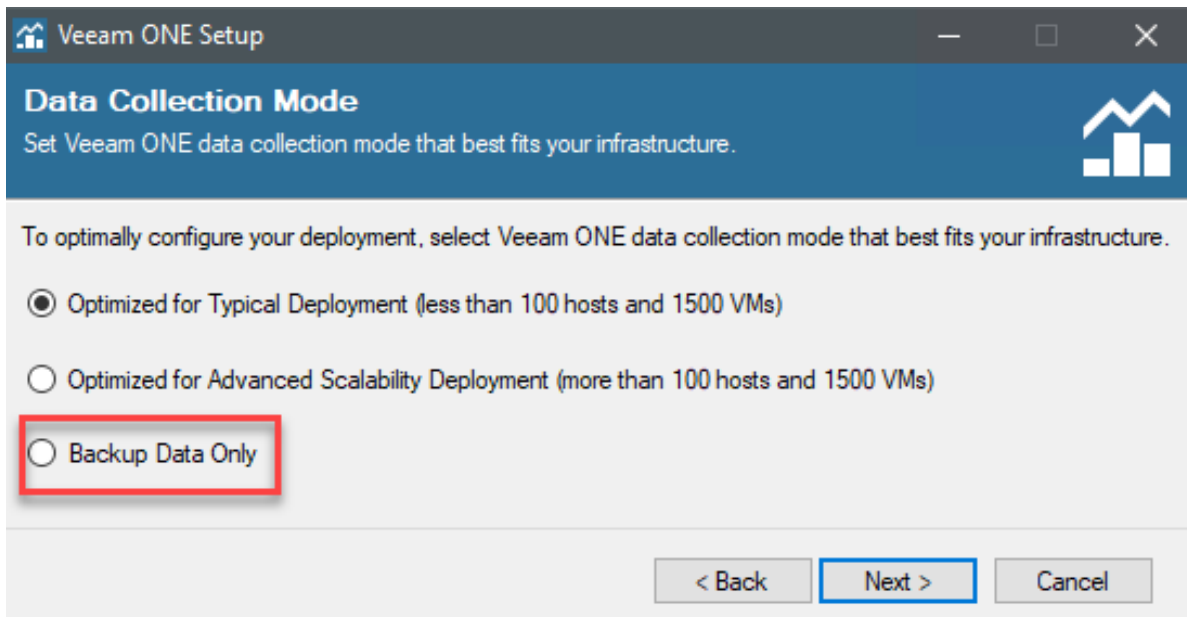 Veeam ONE Setup
Data Collection Mode
Set Veeam ONE data collection mode that best fits your infrastructure.
To optimally configure your deployment, select Veeam ONE data collection mode that best fits your infrastructure.
Optimized for Typical Deployment (less than 100 hosts and 1500 VMs)
Optimized for Advanced Scalability Deployment (more than 100 hosts and 1500 VMs)
Backup Data Only
< Back Next > Cancel